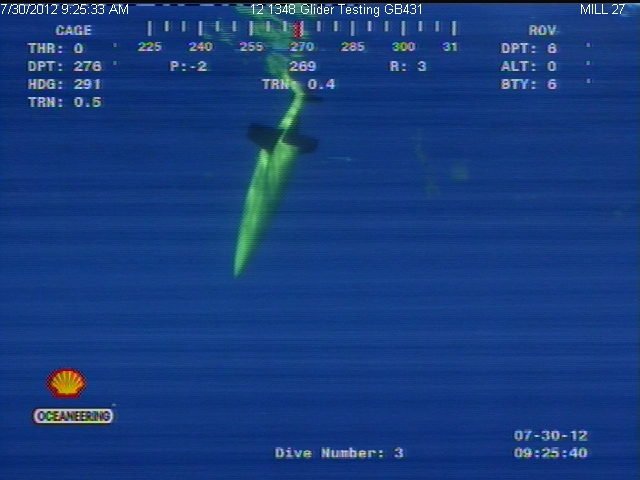 7/30/2012 9:25:33 AM 12 1348 Glider Testing GB431 MILL 27
CAGE ROV
THR: 0 225 240 255 270 285 300 31 DPT: 6
DPT: 276 P:-2 269 R: 3 ALT: 0
HDG: 291 TRN: 0.4 BTY: 6
TRN: 0.5
OCEANEERING
07-30-12
Dive Number: 3 09:25:40